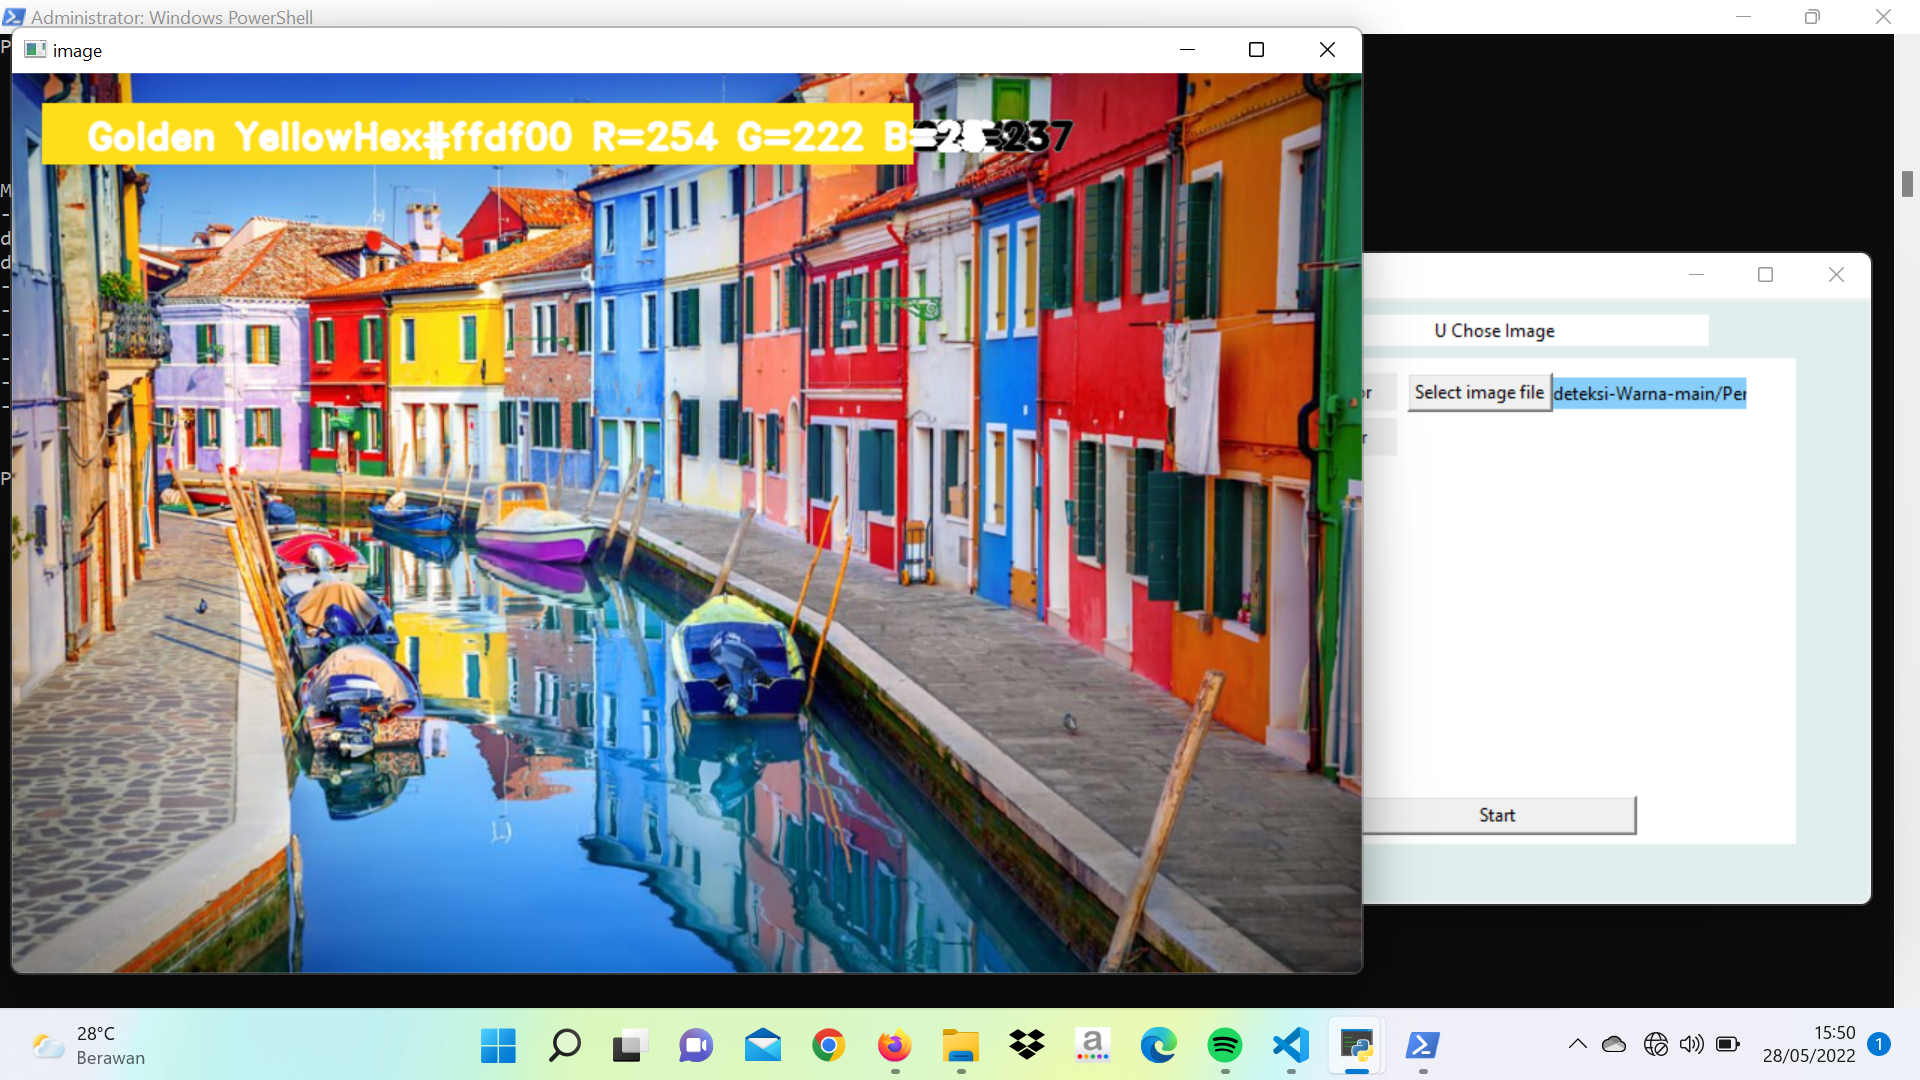 Administrator: Windows PowerShell
image
Golden YellowHex#ffdf00 R=254 G=222 B=
237
U Chose Image
Select image file
deteksi-Warna-main/Per
Start
28°C
Berawan
15:50
28/05/2022
1